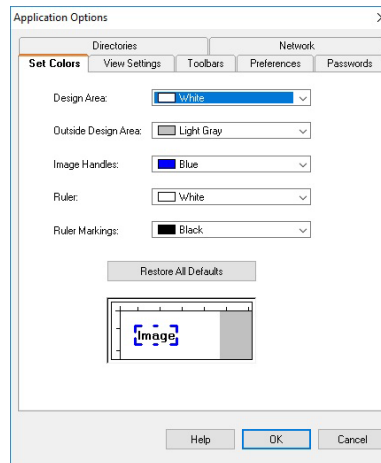 Application Options
Directories Network
Set Colors View Settings Toolbars Preferences Passwords
Design Area: White
Outside Design Area: Light Gray
Image Handles: Blue
Ruler: White
Ruler Markings: Black
Restore All Defaults
Image
Help OK Cancel